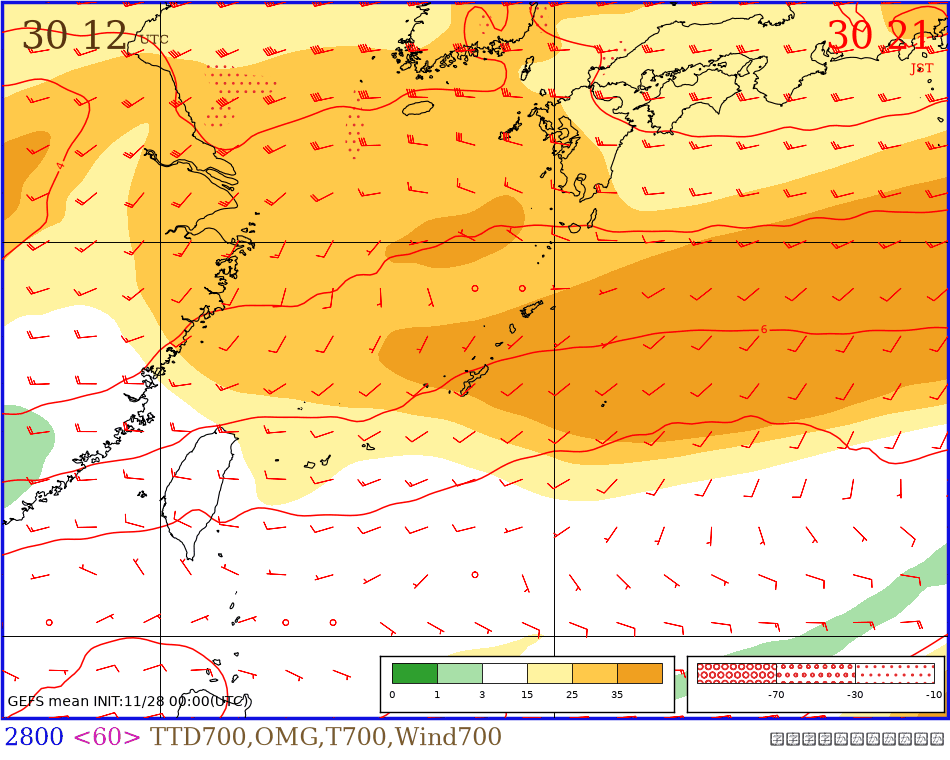 30 12 UTC
30 21
JST
4
6
0 1 3 15 25 35
-70 -30 -10
GEFS mean INIT:11/28 00:00(UTC)
2800 <60> TTD700,OMG,T700,Wind700